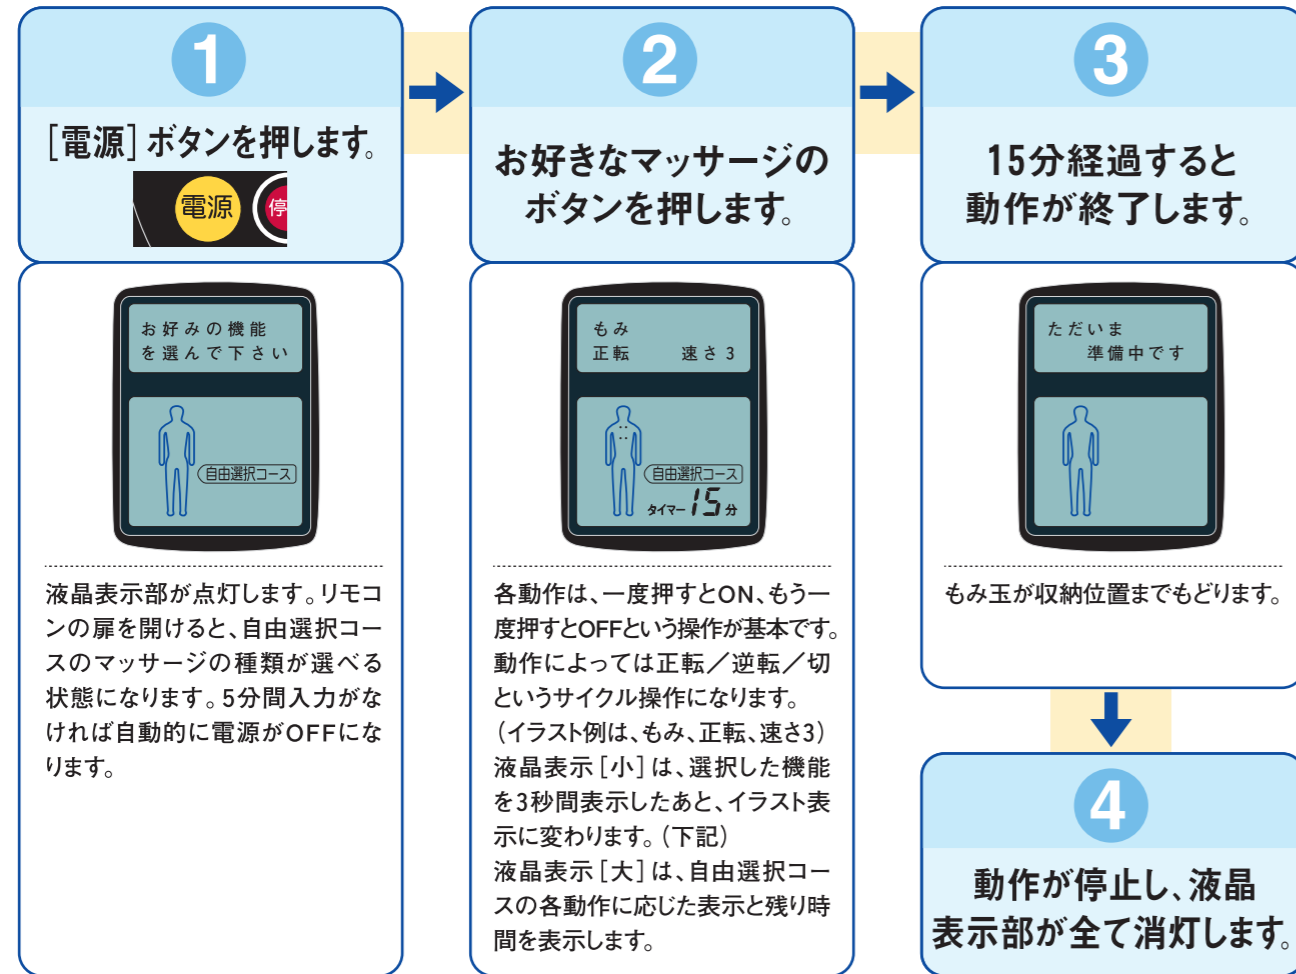 1
［電源］ボタンを押します。
電源
停
お好みの機能
を選んで下さい
自由選択コース
液晶表示部が点灯します。リモコ
ンの扉を開けると、自由選択コー
スのマッサージの種類が選べる
状態になります。5分間入力がな
ければ自動的に電源がOFFにな
ります。
2
お好きなマッサージの
ボタンを押します。
もみ
正転 速さ3
自由選択コース
タイマー15分
各動作は、一度押すとON、もう一
度押すとOFFという操作が基本です。
動作によっては正転／逆転／切
というサイクル操作になります。
（イラスト例は、もみ、正転、速さ3）
液晶表示［小］は、選択した機能
を3秒間表示したあと、イラスト表
示に変わります。（下記）
液晶表示［大］は、自由選択コー
スの各動作に応じた表示と残り時
間を表示します。
3
15分経過すると
動作が終了します。
ただいま
準備中です
もみ玉が収納位置までもどります。
4
動作が停止し、液晶
表示部が全て消灯します。